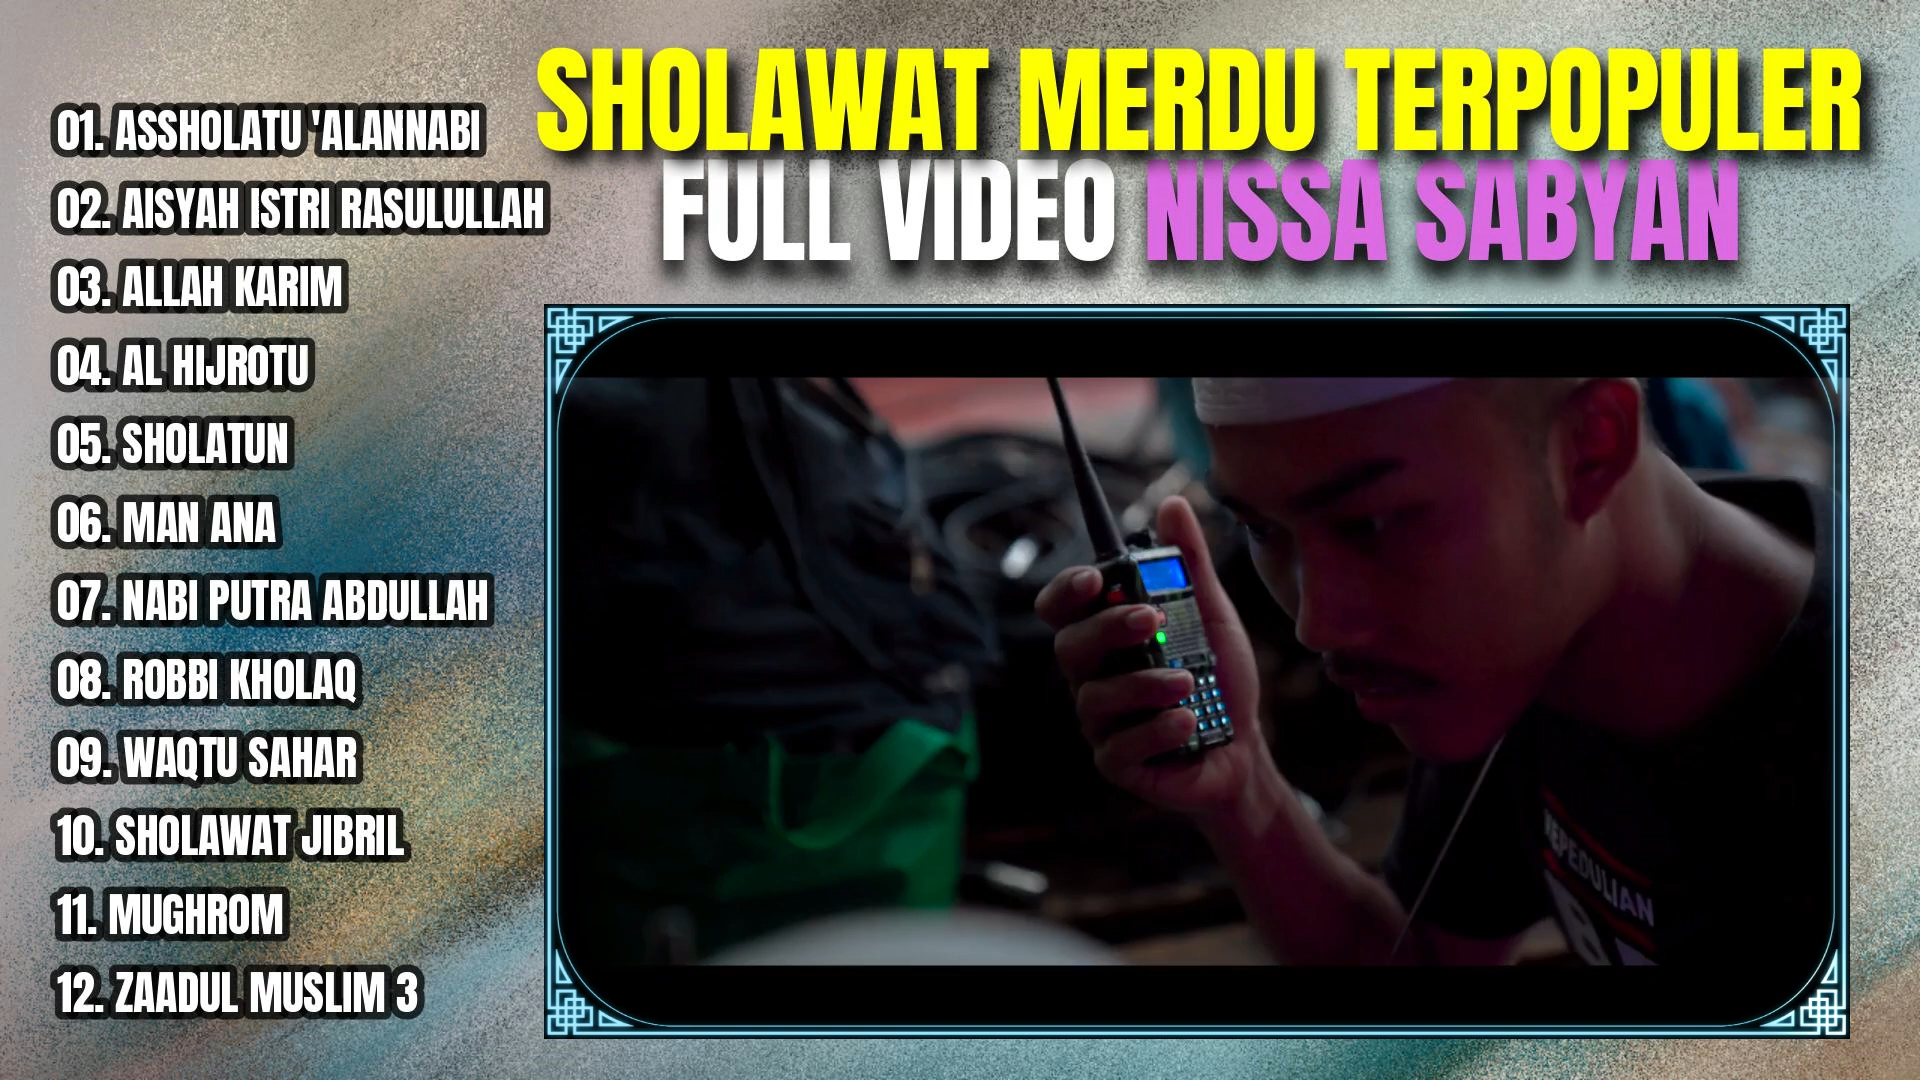 SHOLAWAT MERDU TERPOPULER
FULL VIDEO NISSA SABYAN
01. ASSHOLATU 'ALANNABI
02. AISYAH ISTRI RASULULLAH
03. ALLAH KARIM
04. AL HIJROTU
05. SHOLATUN
06. MAN ANA
07. NABI PUTRA ABDULLAH
08. ROBBI KHOLAQ
09. WAQTU SAHAR
10. SHOLAWAT JIBRIL
11. MUGHROM
12. ZAADUL MUSLIM 3